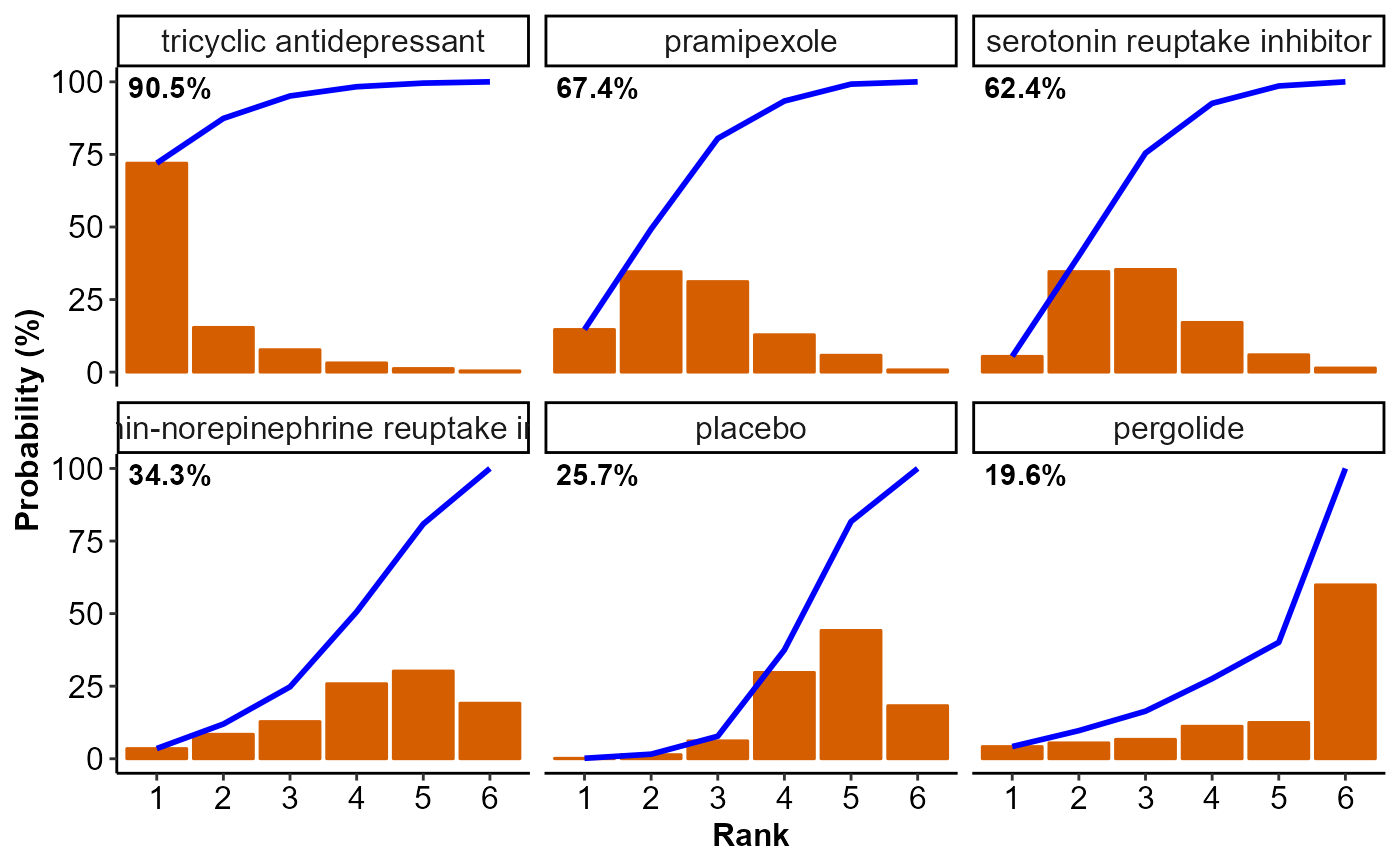 tricyclic antidepressant
pramipexole
serotonin reuptake inhibitor
100
75
50
25
0
90.5%
67.4%
62.4%
-norepinephrine reuptake
placebo
pergolide
100
75
50
25
0
34.3%
25.7%
19.6%
1 2 3 4 5 6
1 2 3 4 5 6
1 2 3 4 5 6
Rank
Probability (%)